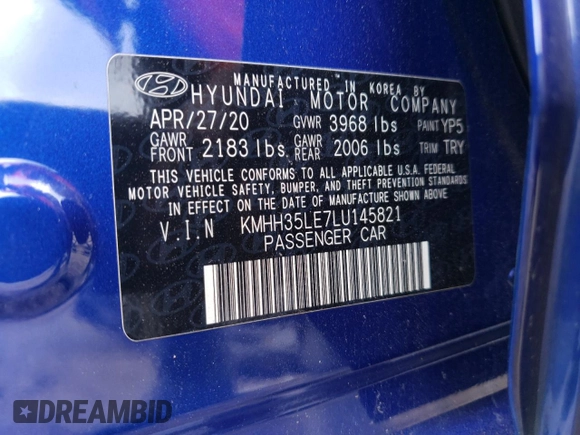 MANUFACTURED IN KOREA BY
HYUNDAI MOTOR COMPANY
APR/27/20 GVWR 3968 lbs PAINT YP5
GAWR FRONT 2183 lbs. GAWR REAR 2006 lbs TRIM TRY
THIS VEHICLE CONFORMS TO ALL APPLICABLE U.S.A. FEDERAL
MOTOR VEHICLE SAFETY, BUMPER, AND THEFT PREVENTION STANDARDS
IN EFFECT ON THE DATE OF MANUFACTURE SHOWN ABOVE.
V.I.N KMHH35LE7LU145821
PASSENGER CAR
DREAMBID